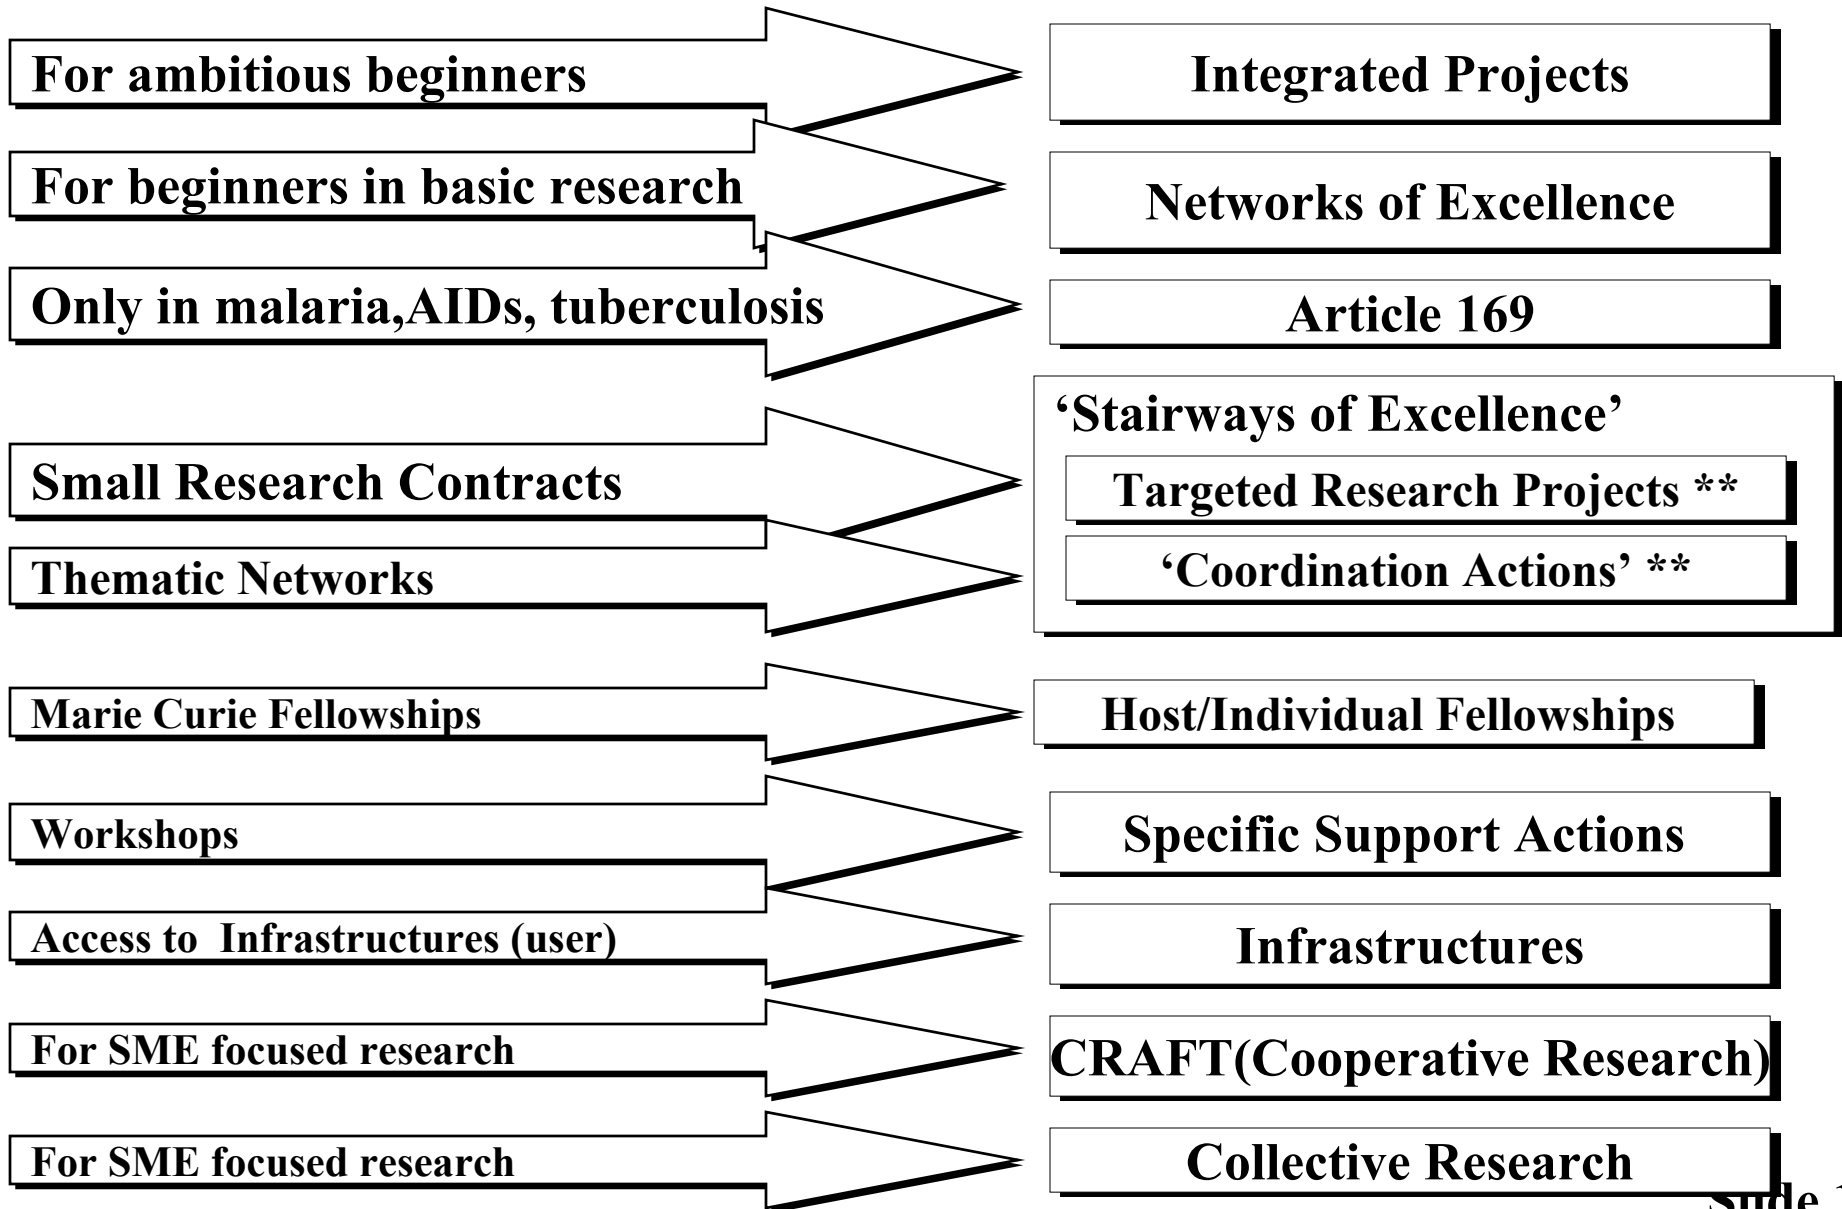 For ambitious beginners
Integrated Projects
For beginners in basic research
Networks of Excellence
Only in malaria,AIDs, tuberculosis
Article 169
‘Stairways of Excellence’
Small Research Contracts
Targeted Research Projects **
Thematic Networks
‘Coordination Actions’ **
Marie Curie Fellowships
Host/Individual Fellowships
Workshops
Specific Support Actions
Access to  Infrastructures (user)
Infrastructures
For SME focused research
CRAFT(Cooperative Research)
For SME focused research
Collective Research
Slide